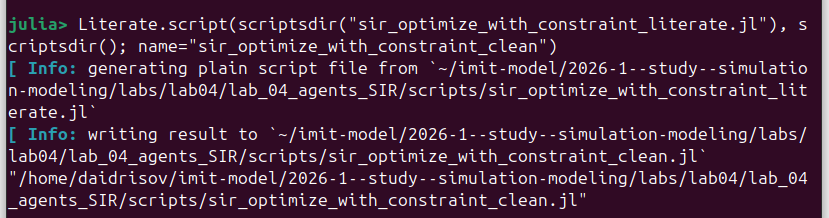 julia> Literate.script(scriptsdir("sir_optimize_with_constraint_literate.jl"), s
criptsdir(); name="sir_optimize_with_constraint_clean")
[ Info: generating plain script file from `~/imit-model/2026-1--study--simulatio
n-modeling/labs/lab04/lab_04_agents_SIR/scripts/sir_optimize_with_constraint_lit
erate.jl`
[ Info: writing result to `~/imit-model/2026-1--study--simulation-modeling/labs/
lab04/lab_04_agents_SIR/scripts/sir_optimize_with_constraint_clean.jl`
"/home/daidrisov/imit-model/2026-1--study--simulation-modeling/labs/lab04/lab_04
_agents_SIR/scripts/sir_optimize_with_constraint_clean.jl"